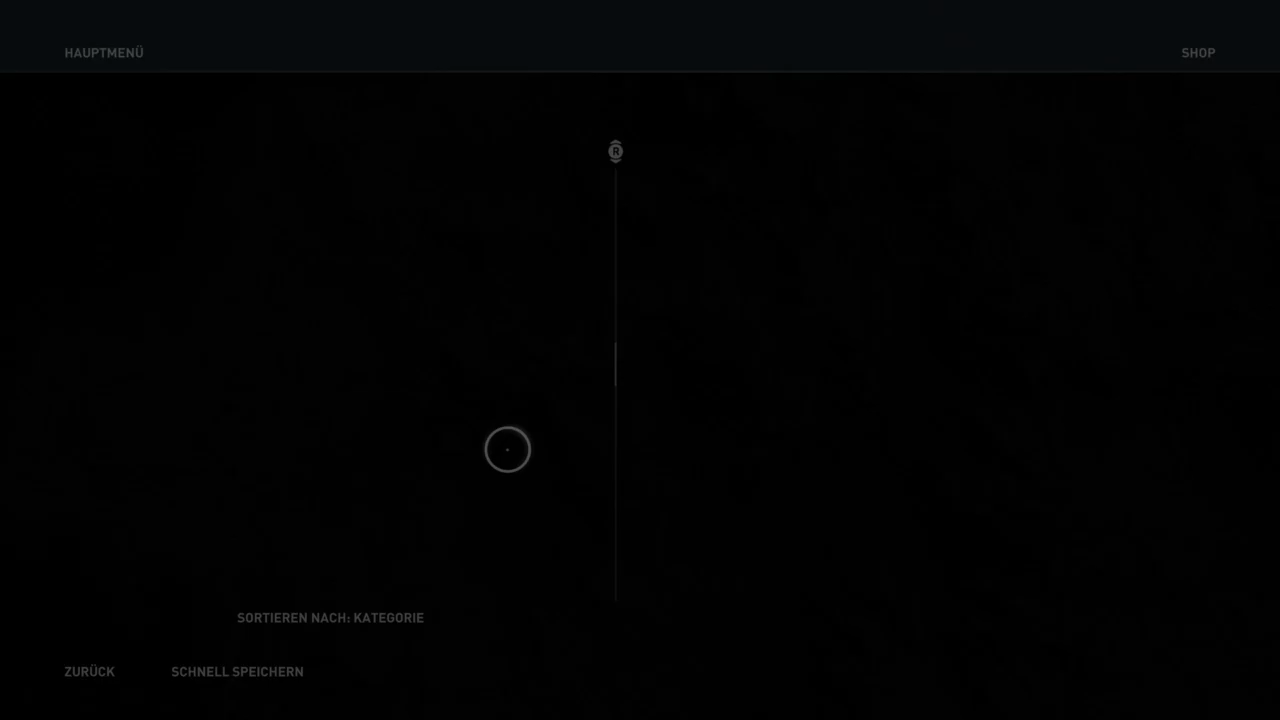 HAUPTMENÜ
SHOP
R
SORTIEREN NACH: KATEGORIE
ZURÜCK
SCHNELL SPEICHERN